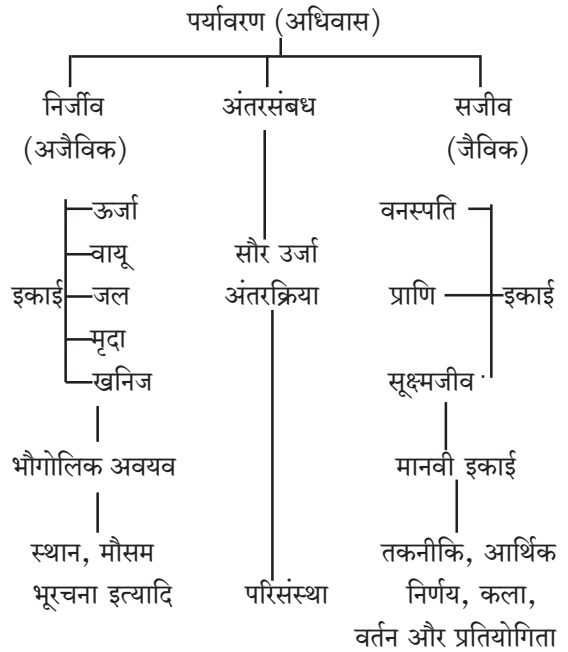 पर्यावरण (अधिवास)
निर्जीव अंतरसंबध सजीव
(अजैविक) (जैविक)
ऊर्जा वनस्पति
वायू सौर उर्जा
इकाई जल अंतरक्रिया प्राणि इकाई
मृदा
खनिज सूक्ष्मजीव
भौगोलिक अवयव मानवी इकाई
स्थान, मौसम तकनीकि, आर्थिक
भूरचना इत्यादि परिसंस्था निर्णय, कला,
वर्तन और प्रतियोगिता